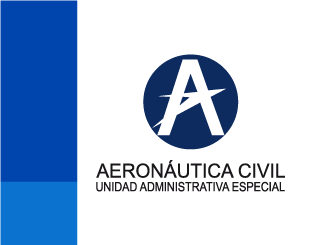 A
AERONÁUTICA CIVIL
UNIDAD ADMINISTRATIVA ESPECIAL